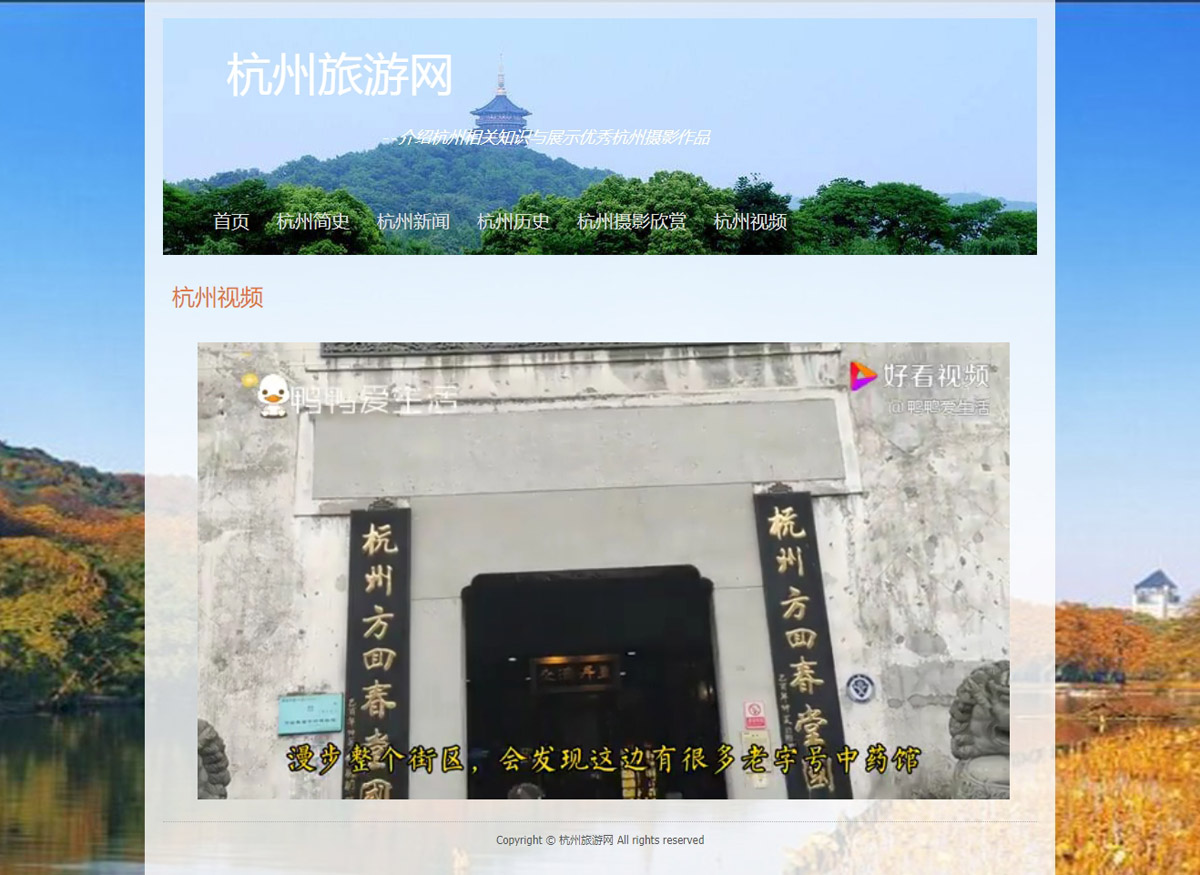 杭州旅游网
---介绍杭州相关知识与展示优秀杭州摄影作品
首页 杭州简史 杭州新闻 杭州历史 杭州摄影欣赏 杭州视频
杭州视频
鸭鸭爱生活
好看视频
@鸭鸭爱生活
杭州方回春堂國
杭州方回春堂國
漫步整个街区，会发现这边有很多老字号中药馆
Copyright © 杭州旅游网 All rights reserved